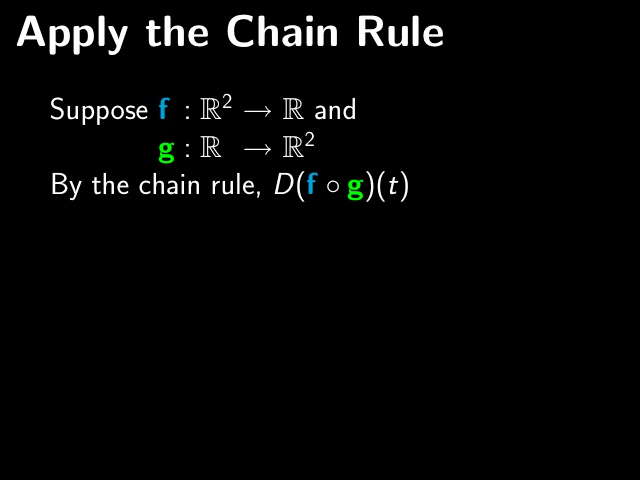 Apply the Chain Rule
Suppose f : ℝ² → ℝ and
g : ℝ → ℝ²
By the chain rule, D(f ∘ g)(t)